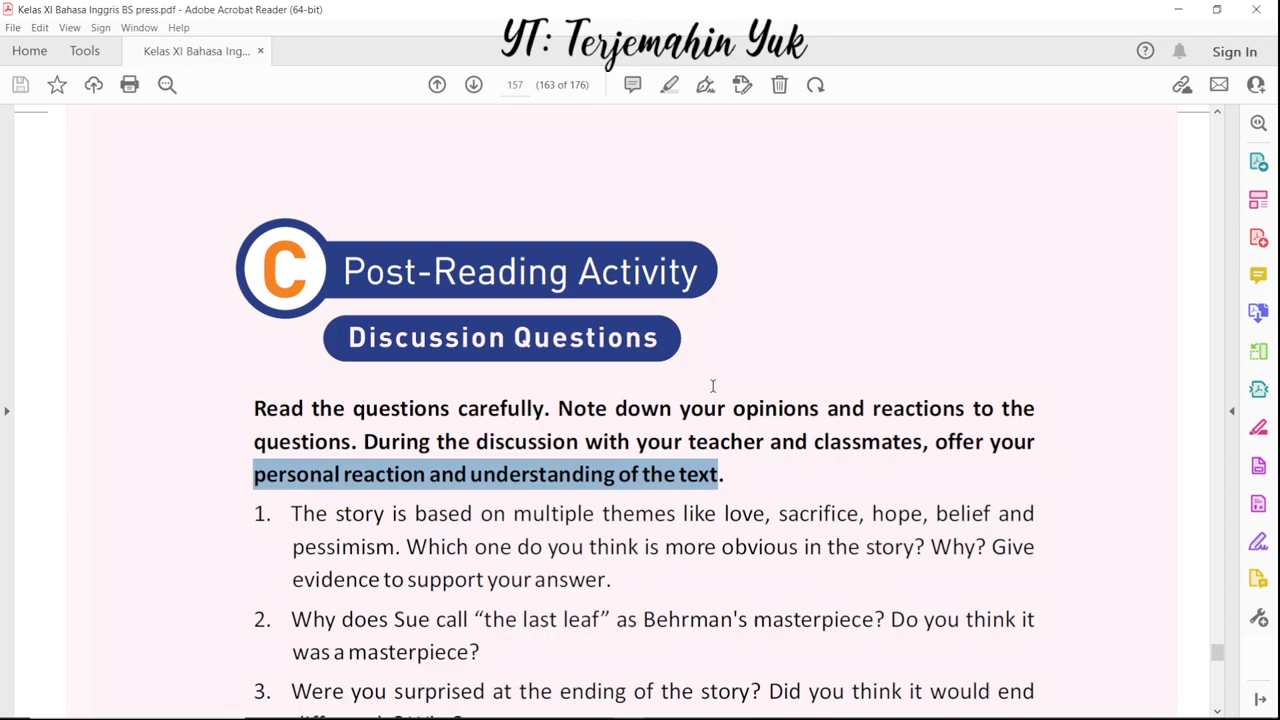 Kelas XI Bahasa Inggris BS press.pdf - Adobe Acrobat Reader (64-bit)
File Edit View Sign Window Help
YT: Terjemahin Yuk
Home Tools Kelas XI Bahasa Ing... × Sign In
157 (163 of 176)
C Post-Reading Activity
Discussion Questions
Read the questions carefully. Note down your opinions and reactions to the
questions. During the discussion with your teacher and classmates, offer your
personal reaction and understanding of the text.
1. The story is based on multiple themes like love, sacrifice, hope, belief and
pessimism. Which one do you think is more obvious in the story? Why? Give
evidence to support your answer.
2. Why does Sue call “the last leaf” as Behrman's masterpiece? Do you think it
was a masterpiece?
3. Were you surprised at the ending of the story? Did you think it would end